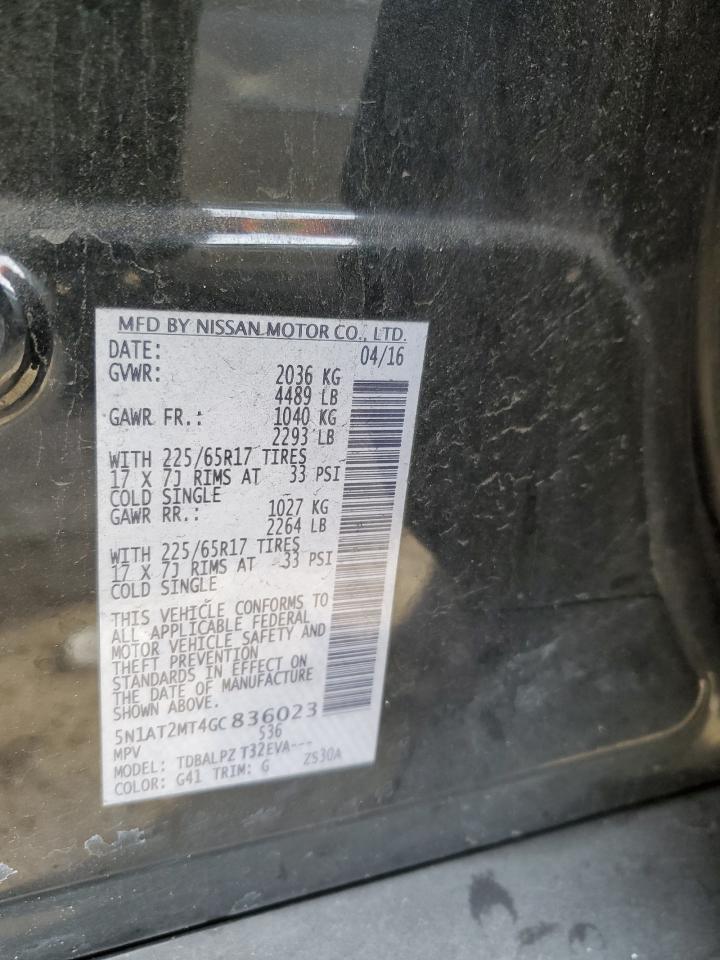 MFD BY NISSAN MOTOR CO., LTD.
DATE: 04/16
GVWR: 2036 KG
4489 LB
GAWR FR.: 1040 KG
2293 LB
WITH 225/65R17 TIRES
17 X 7J RIMS AT 33 PSI
COLD SINGLE
GAWR RR.: 1027 KG
2264 LB
WITH 225/65R17 TIRES
17 X 7J RIMS AT 33 PSI
COLD SINGLE
THIS VEHICLE CONFORMS TO
ALL APPLICABLE FEDERAL
MOTOR VEHICLE SAFETY AND
THEFT PREVENTION
STANDARDS IN EFFECT ON
THE DATE OF MANUFACTURE
SHOWN ABOVE.
5N1AT2MT4GC836023
MPV 536
MODEL: TDBALPZ T32EVA---
COLOR: G41 TRIM: G ZS30A